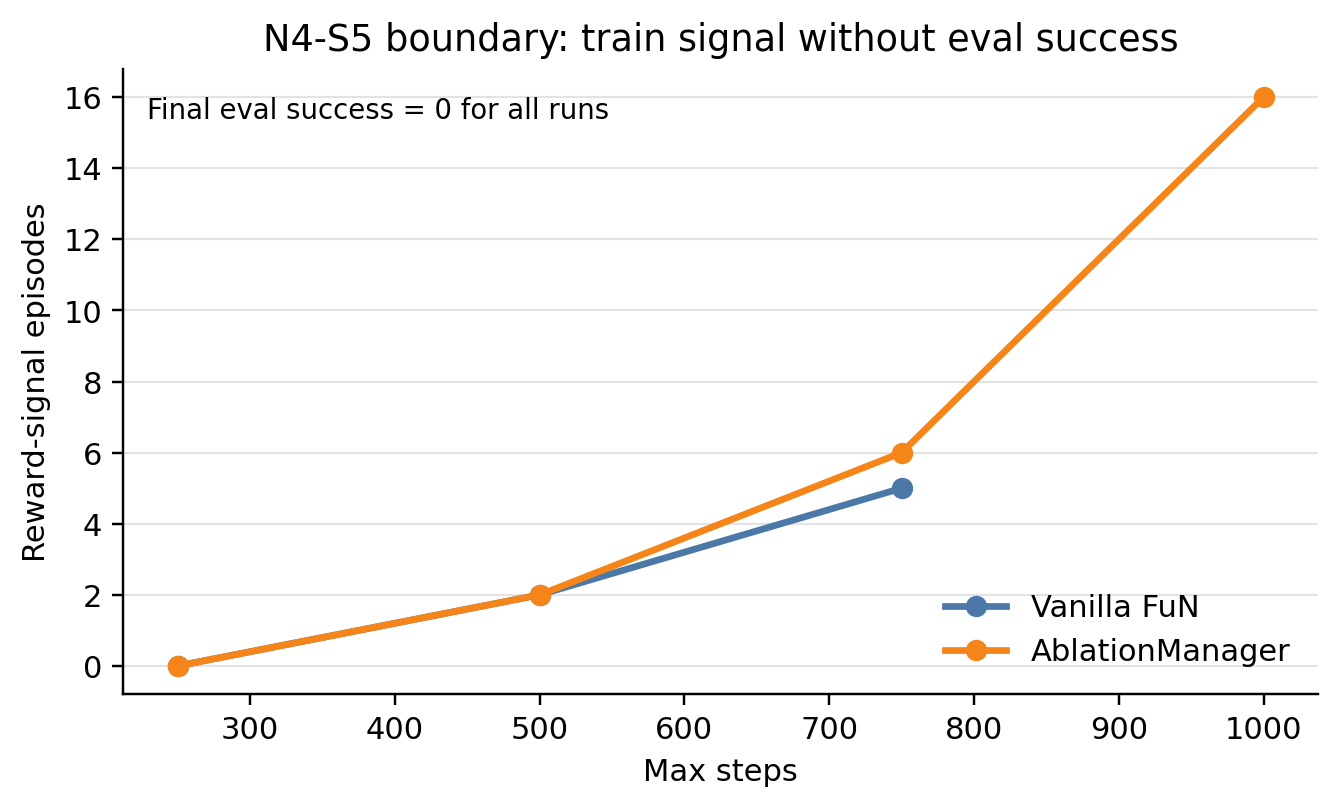 N4-S5 boundary: train signal without eval success
Final eval success = 0 for all runs
Reward-signal episodes
16
14
12
10
8
6
4
2
0
Vanilla FuN
AblationManager
300 400 500 600 700 800 900 1000
Max steps